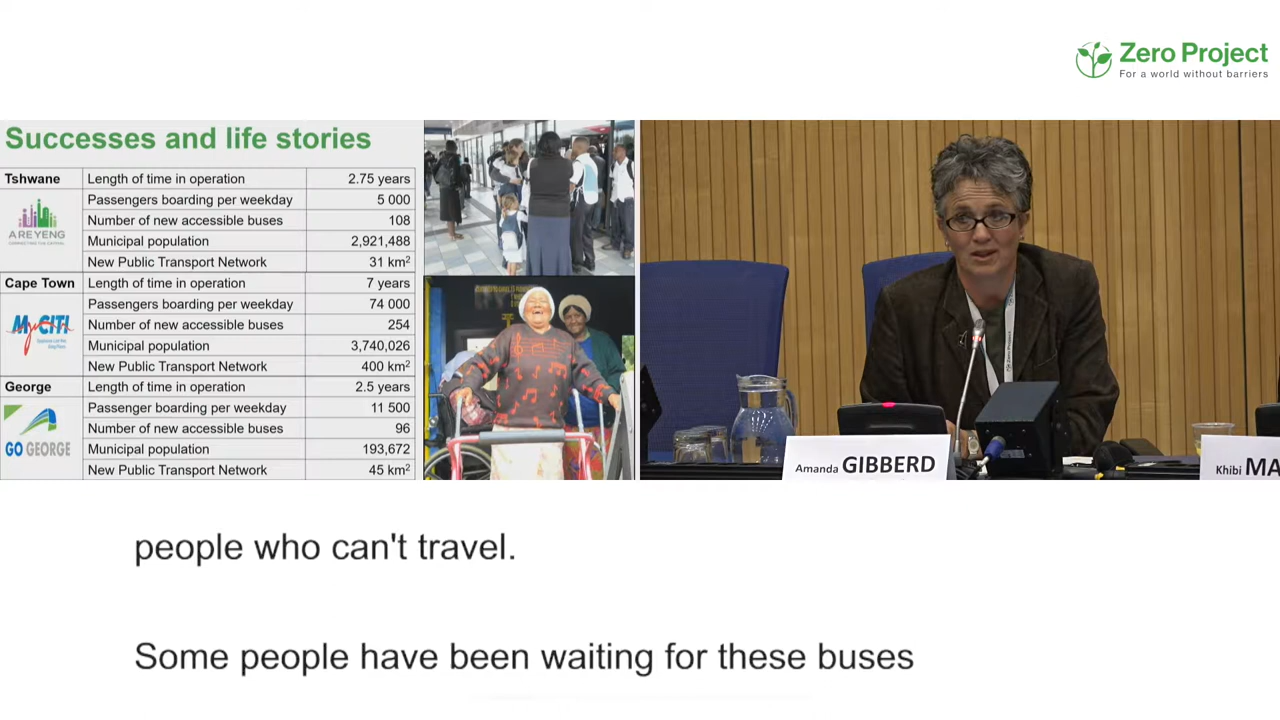 Zero Project
For a world without barriers
Successes and life stories
Tshwane
Length of time in operation 2.75 years
A RE YENG
Passengers boarding per weekday 5 000
Number of new accessible buses 108
Municipal population 2,921,488
New Public Transport Network 31 km²
Cape Town
Length of time in operation 7 years
MyCiTi
Passengers boarding per weekday 74 000
Number of new accessible buses 254
Municipal population 3,740,026
New Public Transport Network 400 km²
George
Length of time in operation 2.5 years
GO GEORGE
Passenger boarding per weekday 11 500
Number of new accessible buses 96
Municipal population 193,672
New Public Transport Network 45 km²
Amanda GIBBERD
Khibi MA
people who can't travel.
Some people have been waiting for these buses